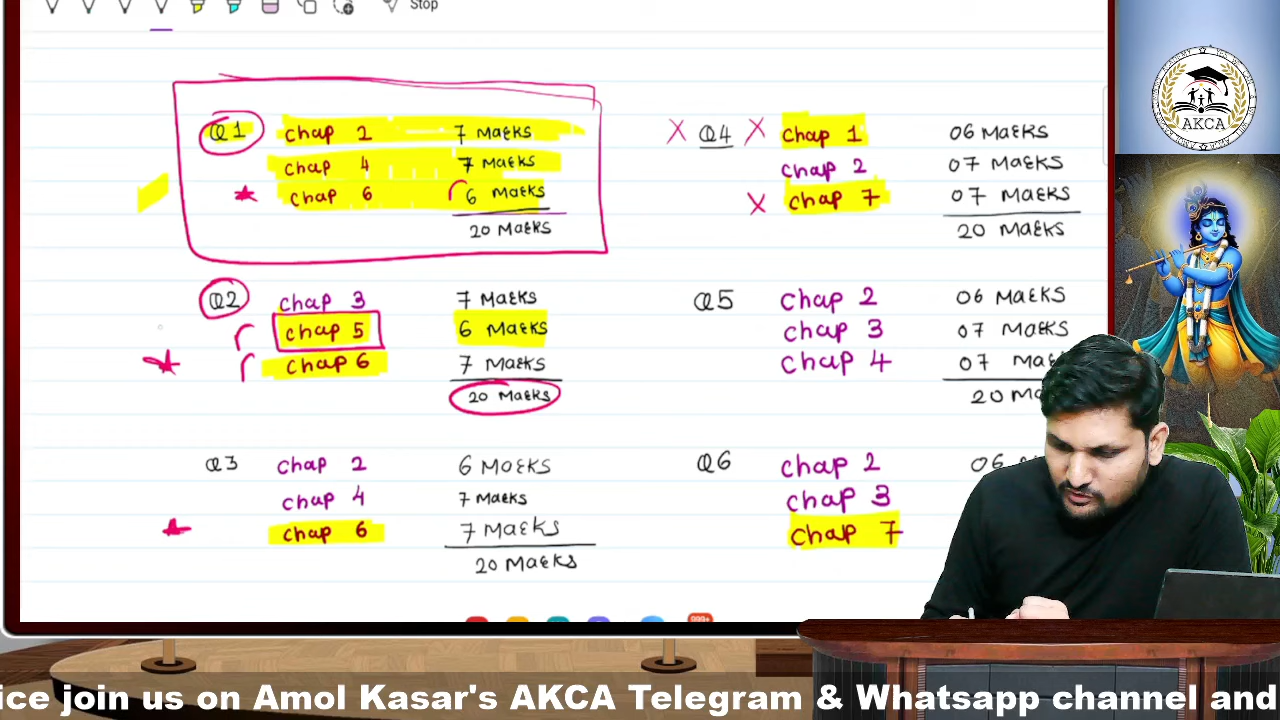 Stop
Q1 Chap 2 7 Marks
Chap 4 7 Marks
Chap 6 6 Marks
20 Marks
Q2 Chap 3 7 Marks
Chap 5 6 Marks
Chap 6 7 Marks
20 Marks
Q3 Chap 2 6 Marks
Chap 4 7 Marks
Chap 6 7 Marks
20 Marks
X Q4 X Chap 1 06 Marks
Chap 2 07 Marks
X Chap 7 07 Marks
20 Marks
Q5 Chap 2 06 Marks
Chap 3 07 Marks
Chap 4 07 Ma
20 Ma
Q6 Chap 2 06
Chap 3
Chap 7
999+
AKCA
ice join us on Amol Kasar's AKCA Telegram & Whatsapp channel and